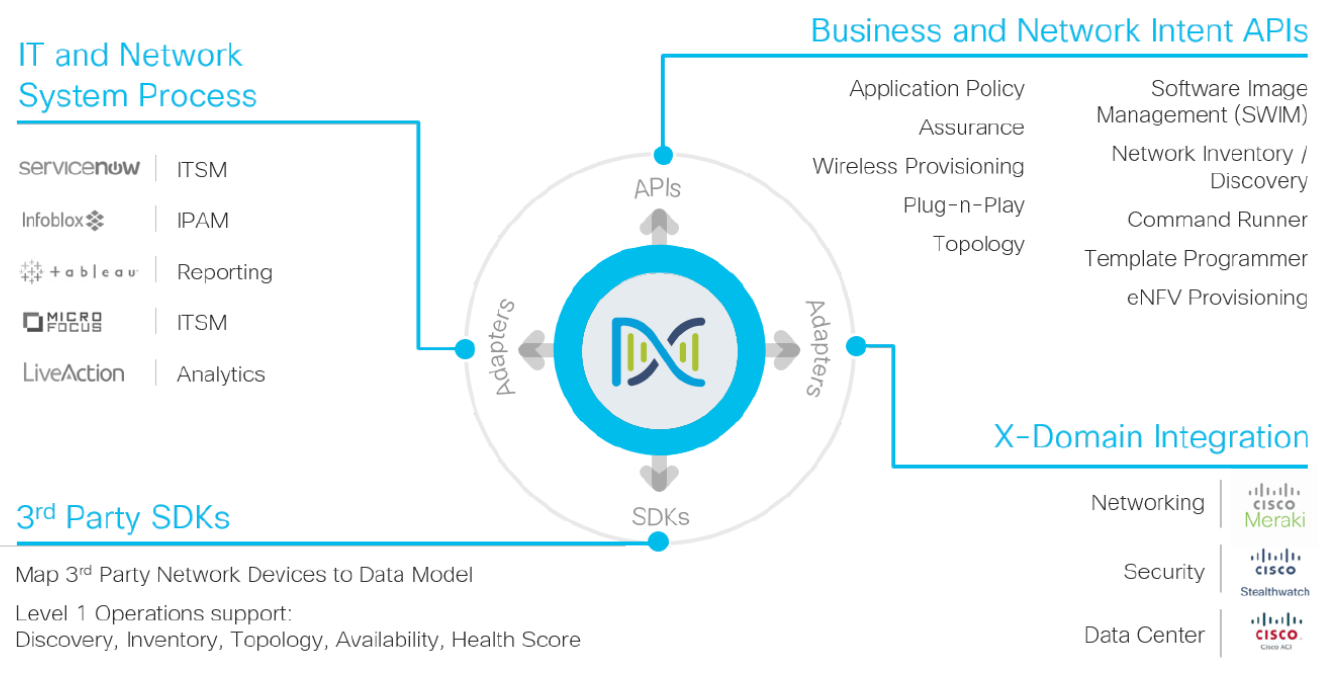 IT and Network
System Process
servicenow ITSM
Infoblox IPAM
+ableau Reporting
MICRO
FOCUS ITSM
LiveAction Analytics
Business and Network Intent APIs
Application Policy
Assurance
Wireless Provisioning
Plug-n-Play
Topology
Software Image
Management (SWIM)
Network Inventory /
Discovery
Command Runner
Template Programmer
eNFV Provisioning
APIs
Adapters
Adapters
SDKs
3rd Party SDKs
Map 3rd Party Network Devices to Data Model
Level 1 Operations support:
Discovery, Inventory, Topology, Availability, Health Score
X-Domain Integration
Networking
CISCO
Meraki
Security
CISCO
Stealthwatch
Data Center
CISCO
Cisco ACI